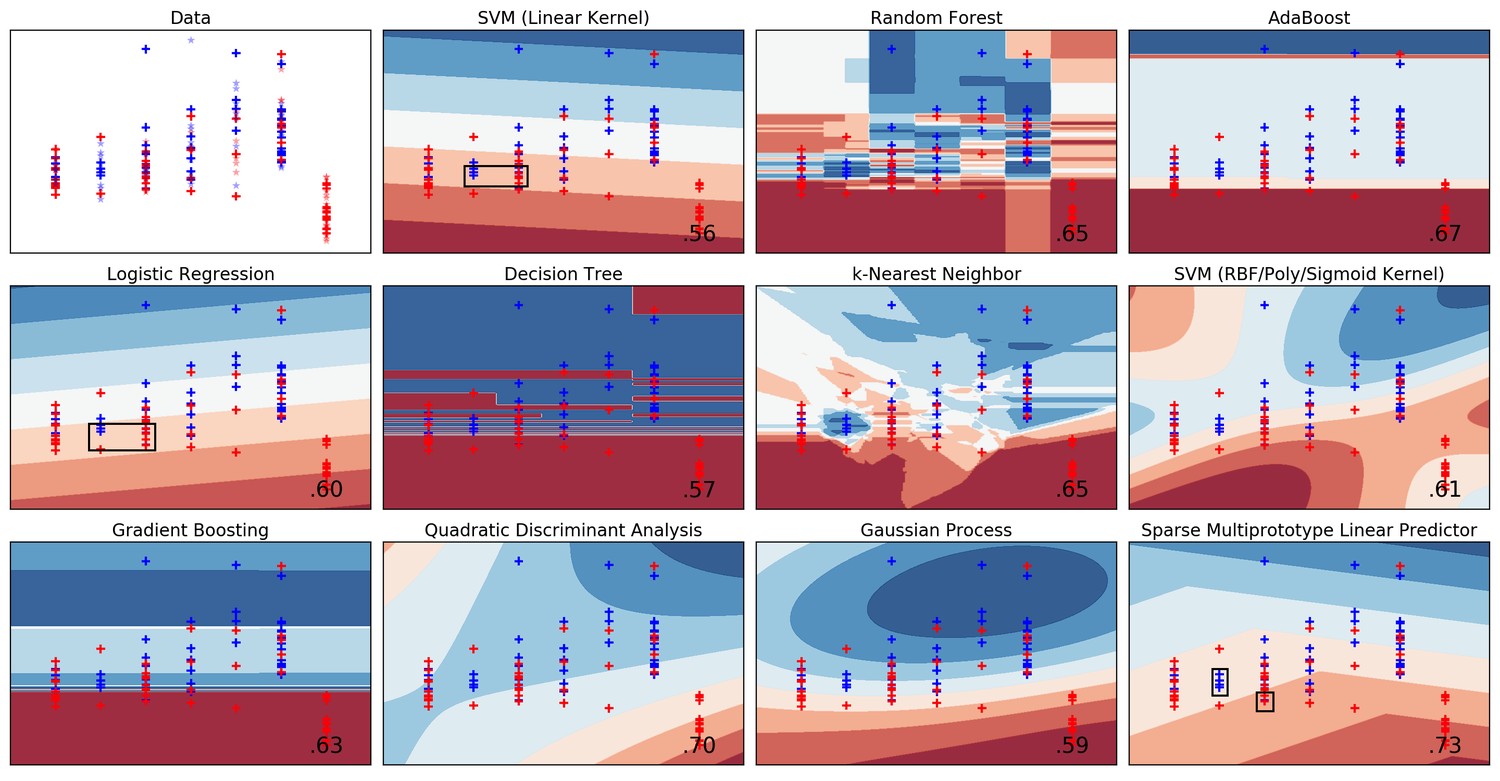 Data
SVM (Linear Kernel)
Random Forest
AdaBoost
.56
.65
.67
Logistic Regression
Decision Tree
k-Nearest Neighbor
SVM (RBF/Poly/Sigmoid Kernel)
.60
.57
.65
.61
Gradient Boosting
Quadratic Discriminant Analysis
Gaussian Process
Sparse Multiprototype Linear Predictor
.63
.70
.59
.73